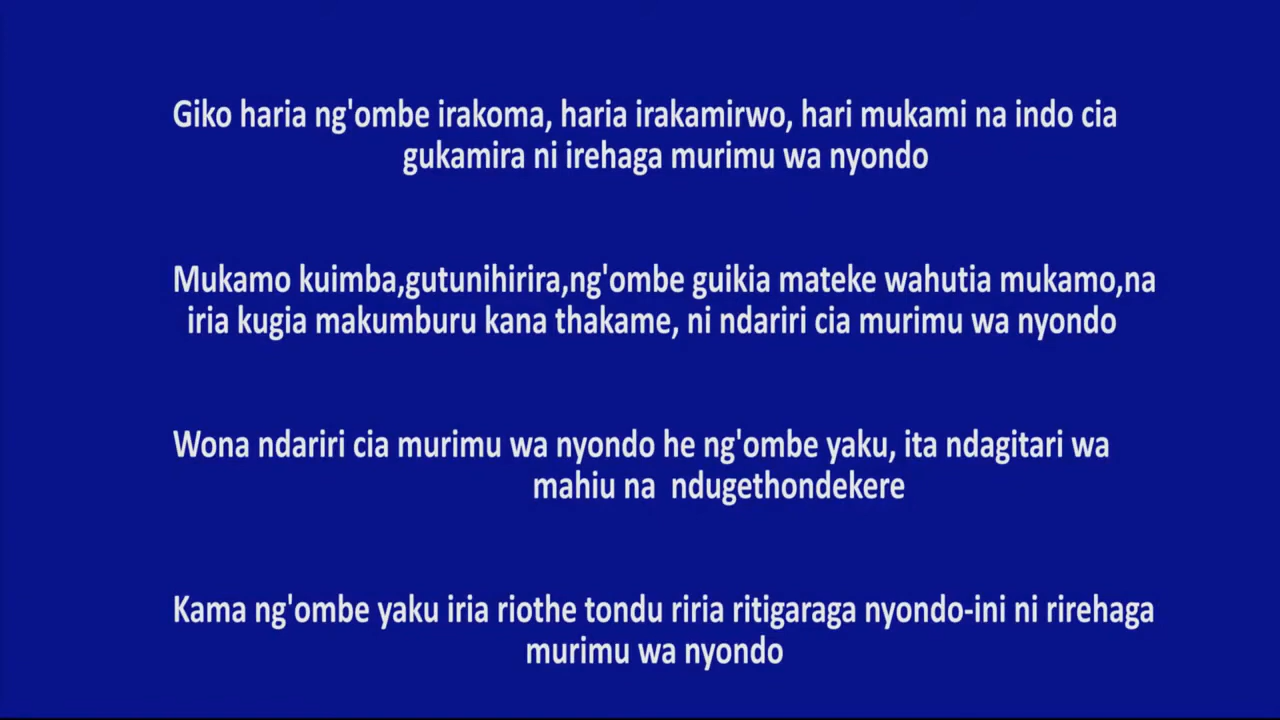 Giko haria ng'ombe irakoma, haria irakamirwo, hari mukami na indo cia
gukamira ni irehaga murimu wa nyondo
Mukamo kuimba,gutunihirira,ng'ombe guikia mateke wahutia mukamo,na
iria kugia makumburu kana thakame, ni ndariri cia murimu wa nyondo
Wona ndariri cia murimu wa nyondo he ng'ombe yaku, ita ndagitari wa
mahiu na  ndugethondekere
Kama ng'ombe yaku iria riothe tondu riria ritigaraga nyondo-ini ni rirehaga
murimu wa nyondo